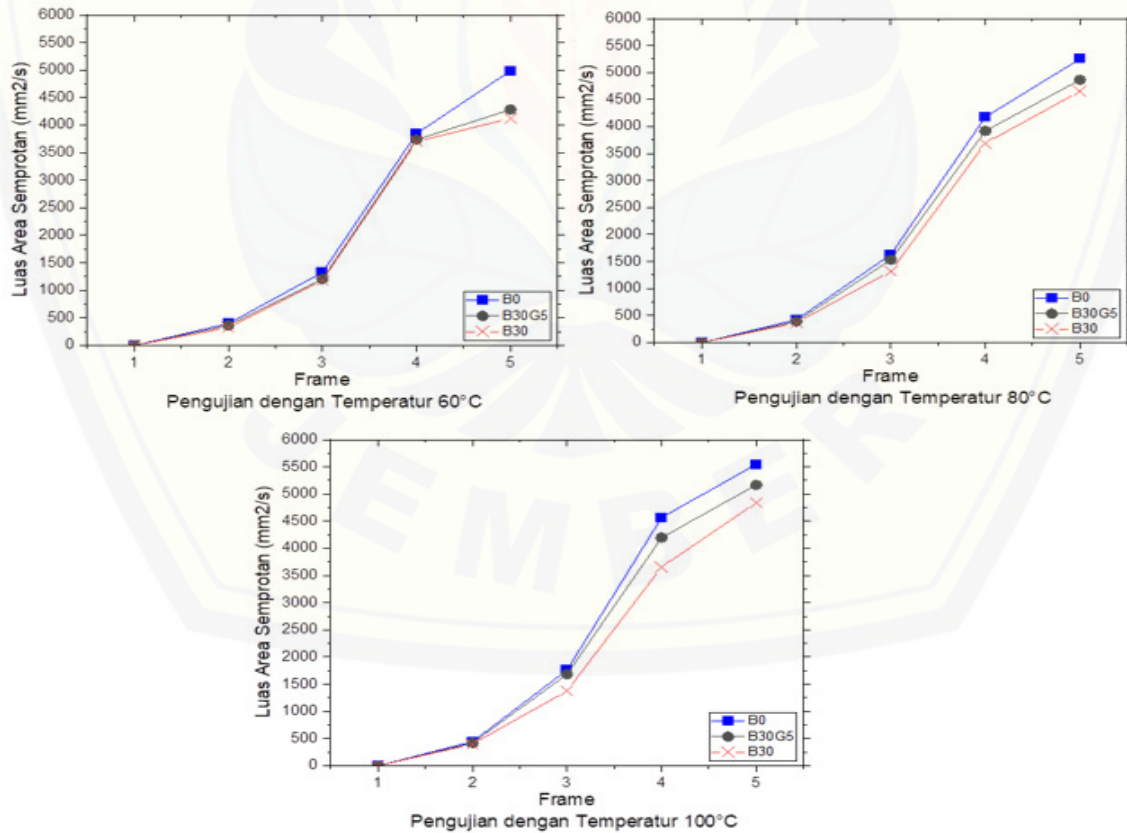 6000
5500
5000
4500
4000
3500
3000
2500
2000
1500
1000
500
0
Luas Area Semprotan (mm2/s)
B0
B30G5
B30
1 2 3 4 5
Frame
Pengujian dengan Temperatur 60°C
6000
5500
5000
4500
4000
3500
3000
2500
2000
1500
1000
500
0
Luas Area Semprotan (mm2/s)
B0
B30G5
B30
1 2 3 4 5
Frame
Pengujian dengan Temperatur 80°C
6000
5500
5000
4500
4000
3500
3000
2500
2000
1500
1000
500
0
Luas Area Semprotan (mm2/s)
B0
B30G5
B30
1 2 3 4 5
Frame
Pengujian dengan Temperatur 100°C
JEMBER